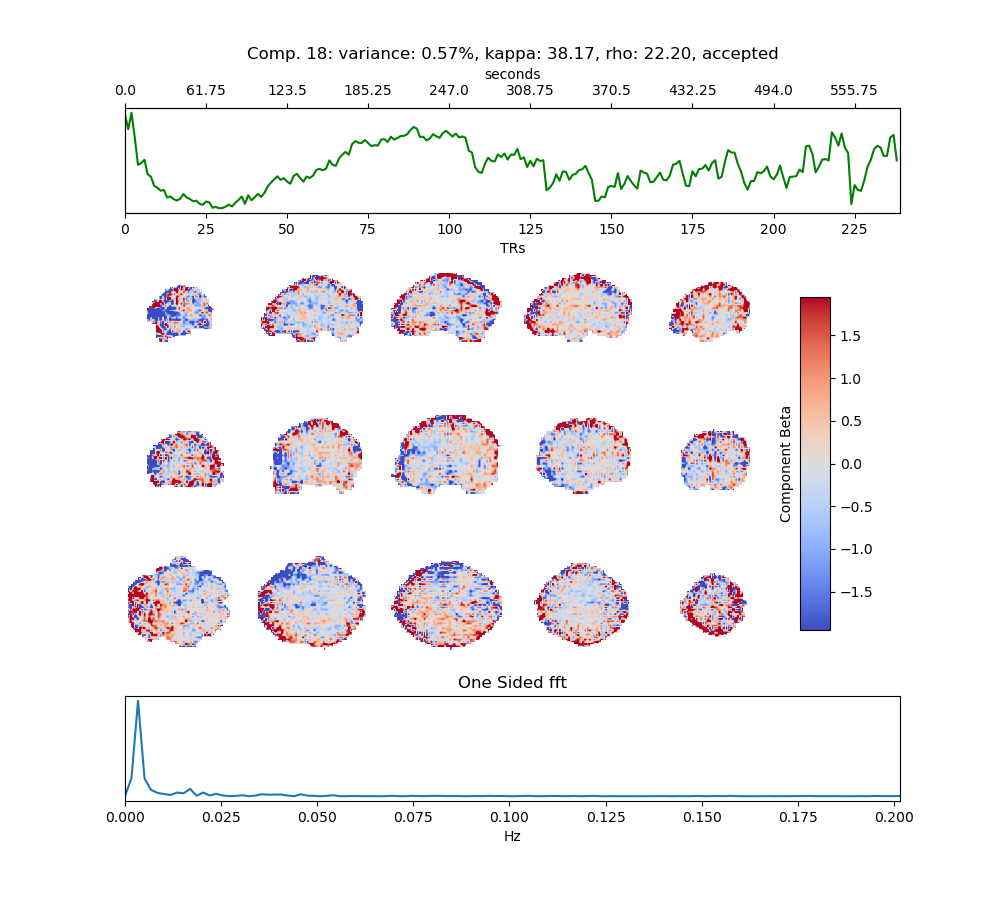 Comp. 18: variance: 0.57%, kappa: 38.17, rho: 22.20, accepted
seconds
0.0 61.75 123.5 185.25 247.0 308.75 370.5 432.25 494.0 555.75
0 25 50 75 100 125 150 175 200 225
TRs
1.5
1.0
0.5
0.0
−0.5
−1.0
−1.5
Component Beta
One Sided fft
0.000 0.025 0.050 0.075 0.100 0.125 0.150 0.175 0.200
Hz